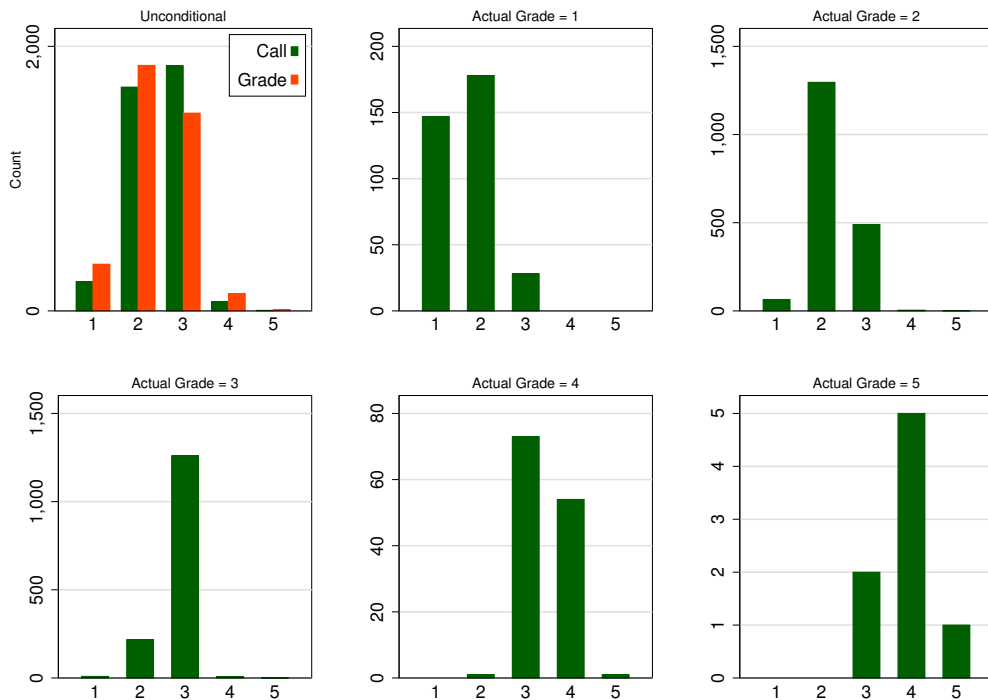 Unconditional
Count
2,000
0
Call
Grade
1 2 3 4 5
Actual Grade = 1
200
150
100
50
0
1 2 3 4 5
Actual Grade = 2
1,500
1,000
500
0
1 2 3 4 5
Actual Grade = 3
1,500
1,000
500
0
1 2 3 4 5
Actual Grade = 4
80
60
40
20
0
1 2 3 4 5
Actual Grade = 5
5
4
3
2
1
0
1 2 3 4 5